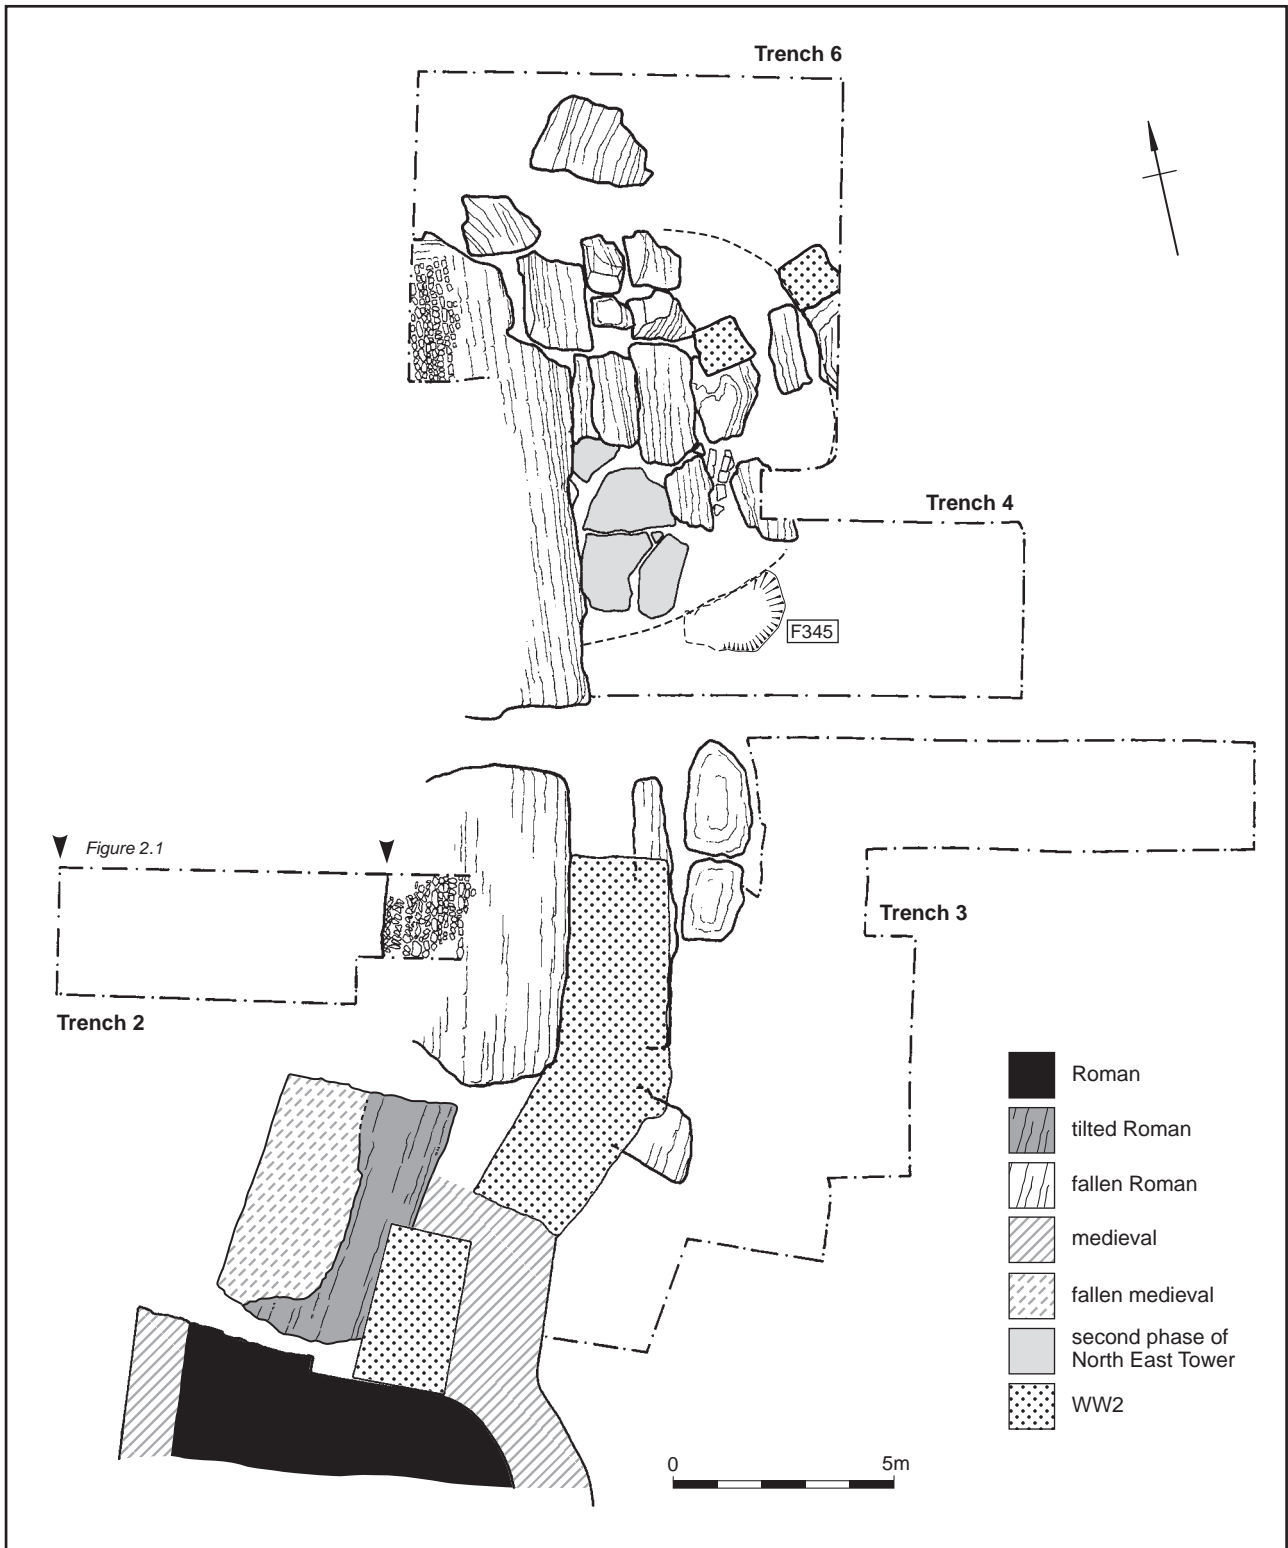 Trench 6
Trench 4
F345
Figure 2.1
Trench 3
Trench 2
Roman
tilted Roman
fallen Roman
medieval
fallen medieval
second phase of
North East Tower
WW2
0 5m